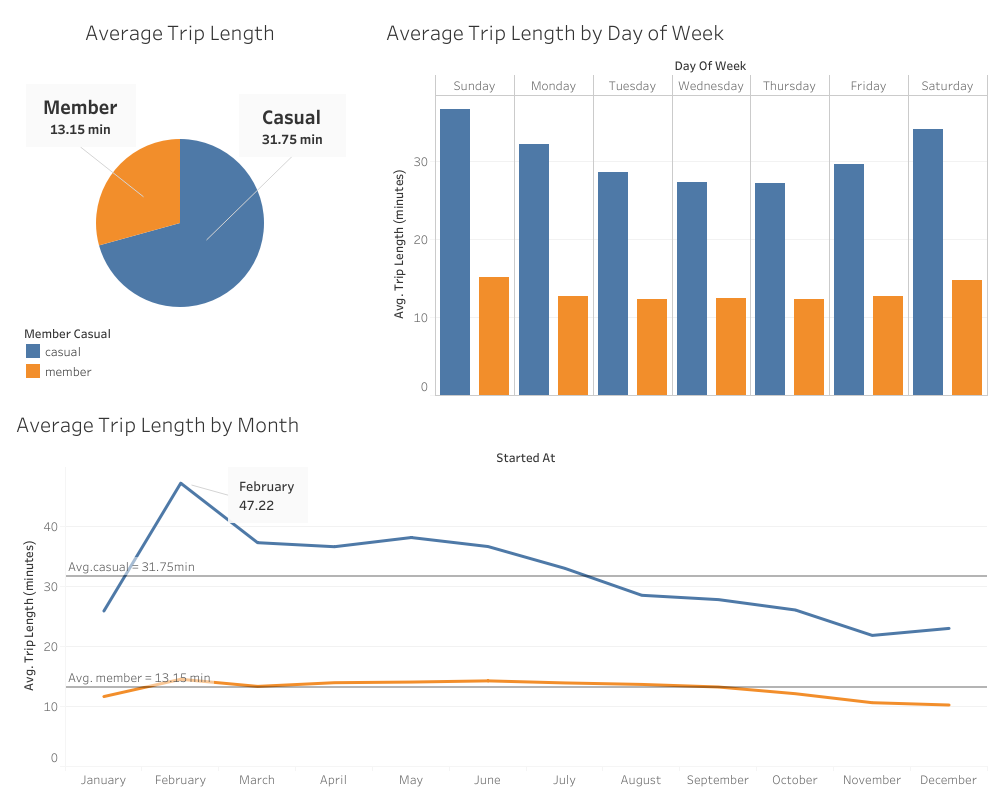 Average Trip Length
Member
13.15 min
Casual
31.75 min
Member Casual
casual
member
Average Trip Length by Day of Week
Day Of Week
Sunday Monday Tuesday Wednesday Thursday Friday Saturday
Avg. Trip Length (minutes)
30
20
10
0
Average Trip Length by Month
Started At
February
47.22
Avg. Trip Length (minutes)
40
Avg.casual = 31.75min
30
20
Avg. member = 13.15 min
10
0
January February March April May June July August September October November December